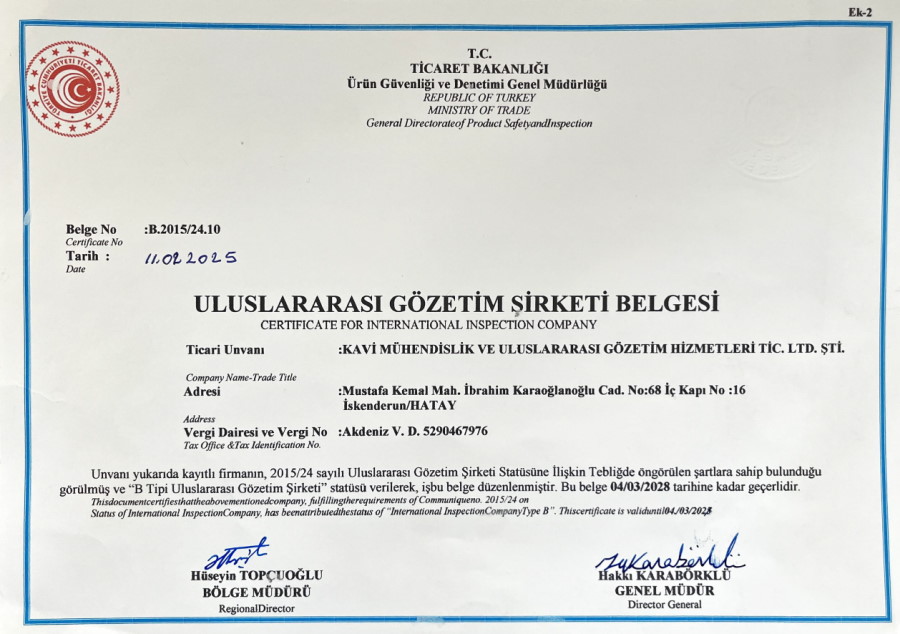 Ek-2
TÜRKİYE CUMHURİYETİ TİCARET BAKANLIĞI
T.C.
TİCARET BAKANLIĞI
Ürün Güvenliği ve Denetimi Genel Müdürlüğü
REPUBLIC OF TURKEY
MINISTRY OF TRADE
General Directorateof Product SafetyandInspection
Belge No :B.2015/24.10
Certificate No
Tarih : 11.02.2025
Date
ULUSLARARASI GÖZETİM ŞİRKETİ BELGESİ
CERTIFICATE FOR INTERNATIONAL INSPECTION COMPANY
Ticari Unvanı :KAVİ MÜHENDİSLİK VE ULUSLARARASI GÖZETİM HİZMETLERİ TİC. LTD. ŞTİ.
Company Name-Trade Title
Adresi :Mustafa Kemal Mah. İbrahim Karaoğlanoğlu Cad. No:68 İç Kapı No :16
İskenderun/HATAY
Address
Vergi Dairesi ve Vergi No :Akdeniz V. D. 5290467976
Tax Office &Tax Identification No.
Unvanı yukarıda kayıtlı firmanın, 2015/24 sayılı Uluslararası Gözetim Şirketi Statüsüne İlişkin Tebliğde öngörülen şartlara sahip bulunduğu
görülmüş ve “B Tipi Uluslararası Gözetim Şirketi” statüsü verilerek, işbu belge düzenlenmiştir. Bu belge 04/03/2028 tarihine kadar geçerlidir.
Thisdocumentcertifiesthattheabovementionedcompany, fulfillingtherequirements of Communiqueno. 2015/24 on
Status of International InspectionCompany, has beenattributedthestatus of “International InspectionCompanyType B”. Thiscertificate is validuntil04/03/2028
Hüseyin TOPÇUOĞLU
BÖLGE MÜDÜRÜ
RegionalDirector
Hakkı KARABÖRKLÜ
GENEL MÜDÜR
Director General